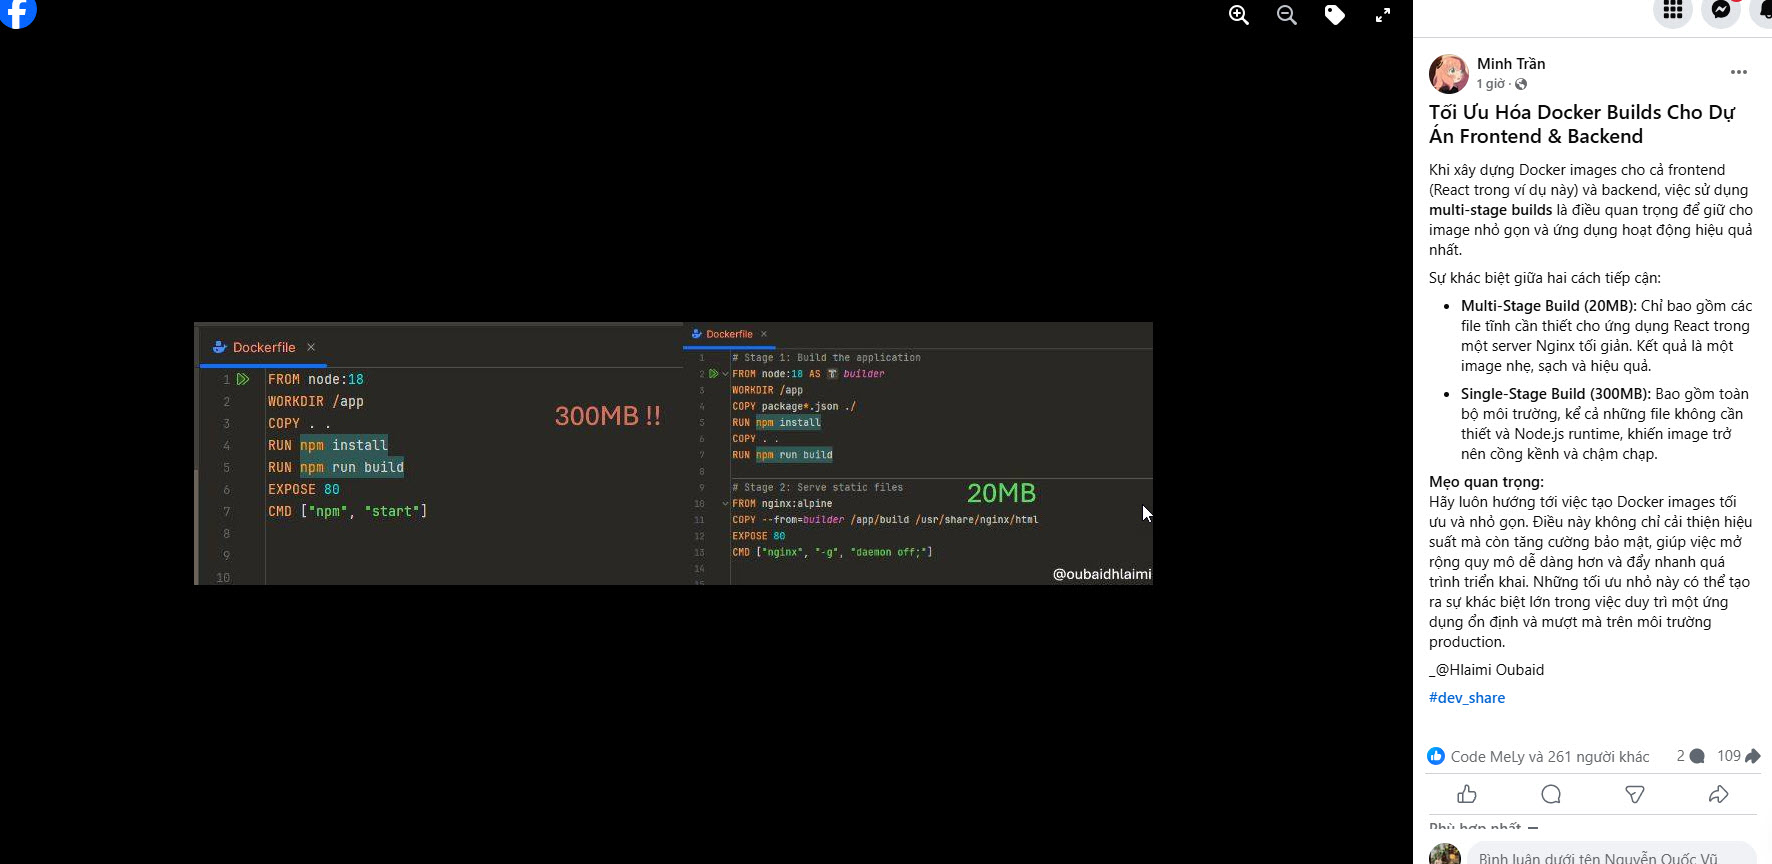 Dockerfile ×
1 FROM node:18
2 WORKDIR /app
3 COPY . .
4 RUN npm install
5 RUN npm run build
6 EXPOSE 80
7 CMD ["npm", "start"]
8
9
10
300MB !!
Dockerfile ×
1 # Stage 1: Build the application
2 FROM node:18 AS builder
3 WORKDIR /app
4 COPY package*.json ./
5 RUN npm install
6 COPY . .
7 RUN npm run build
8
9 # Stage 2: Serve static files
10 FROM nginx:alpine
11 COPY --from=builder /app/build /usr/share/nginx/html
12 EXPOSE 80
13 CMD ["nginx", "-g", "daemon off;"]
14
15
20MB
@oubaidhlaimi
Minh Trần
1 giờ ·
Tối Ưu Hóa Docker Builds Cho Dự
Án Frontend & Backend
Khi xây dựng Docker images cho cả frontend
(React trong ví dụ này) và backend, việc sử dụng
multi-stage builds là điều quan trọng để giữ cho
image nhỏ gọn và ứng dụng hoạt động hiệu quả
nhất.
Sự khác biệt giữa hai cách tiếp cận:
• Multi-Stage Build (20MB): Chỉ bao gồm các
file tĩnh cần thiết cho ứng dụng React trong
một server Nginx tối giản. Kết quả là một
image nhẹ, sạch và hiệu quả.
• Single-Stage Build (300MB): Bao gồm toàn
bộ môi trường, kể cả những file không cần
thiết và Node.js runtime, khiến image trở
nên cồng kềnh và chậm chạp.
Mẹo quan trọng:
Hãy luôn hướng tới việc tạo Docker images tối
ưu và nhỏ gọn. Điều này không chỉ cải thiện hiệu
suất mà còn tăng cường bảo mật, giúp việc mở
rộng quy mô dễ dàng hơn và đẩy nhanh quá
trình triển khai. Những tối ưu nhỏ này có thể tạo
ra sự khác biệt lớn trong việc duy trì một ứng
dụng ổn định và mượt mà trên môi trường
production.
_@Hlaimi Oubaid
#dev_share
Code MeLy và 261 người khác 2 109
Phù hợp nhất
Bình luận dưới tên Nguyễn Quốc Vũ